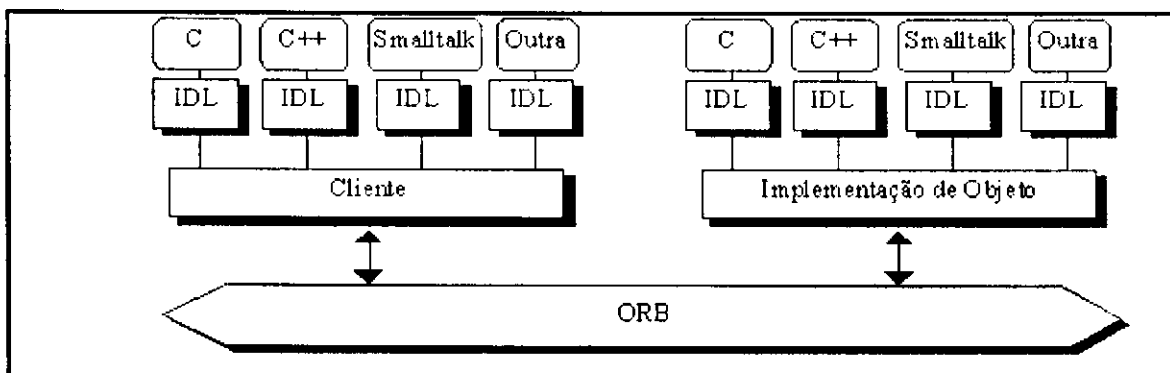 C C++ Smalltalk Outra C C++ Smalltalk Outra
IDL IDL IDL IDL IDL IDL IDL IDL
Cliente Implementação de Objeto
ORB